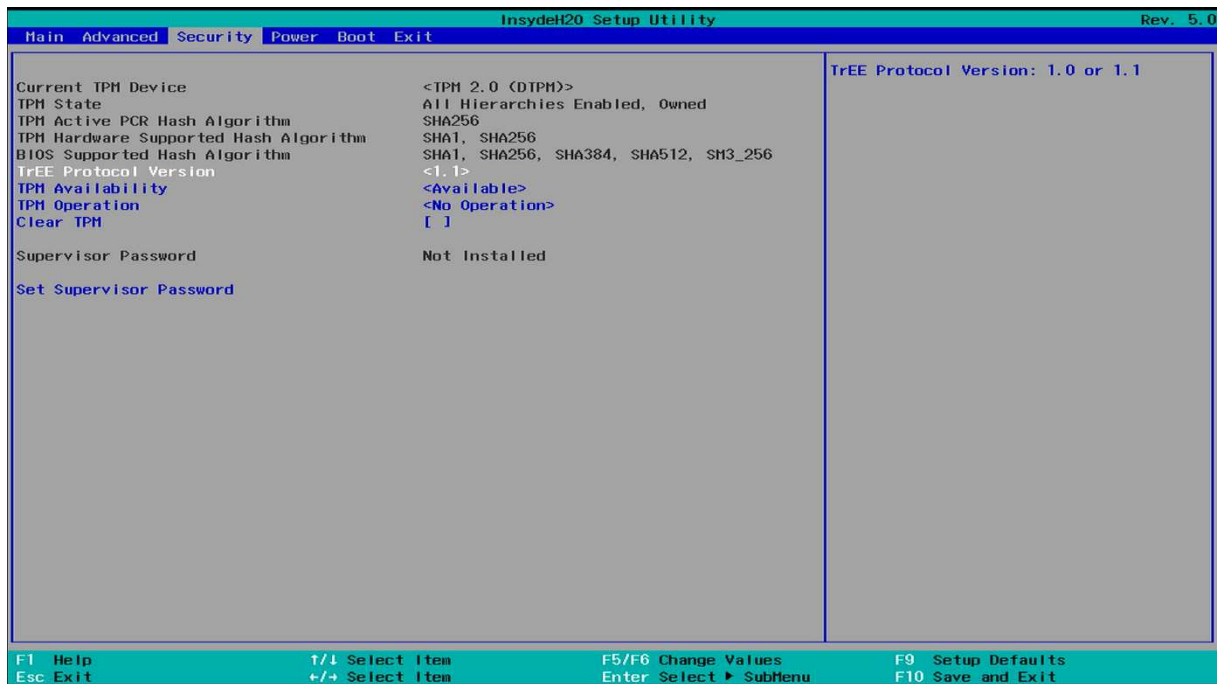 InsydeH20 Setup Utility Rev. 5.0
Main Advanced Security Power Boot Exit
TrEE Protocol Version: 1.0 or 1.1
Current TPM Device <TPM 2.0 (DTPM)>
TPM State All Hierarchies Enabled, Owned
TPM Active PCR Hash Algorithm SHA256
TPM Hardware Supported Hash Algorithm SHA1, SHA256
BIOS Supported Hash Algorithm SHA1, SHA256, SHA384, SHA512, SM3_256
TrEE Protocol Version <1.1>
TPM Availability <Available>
TPM Operation <No Operation>
Clear TPM [ ]
Supervisor Password Not Installed
Set Supervisor Password
F1 Help ↑/↓ Select Item F5/F6 Change Values F9 Setup Defaults
Esc Exit ←/→ Select Item Enter Select ▶ SubMenu F10 Save and Exit